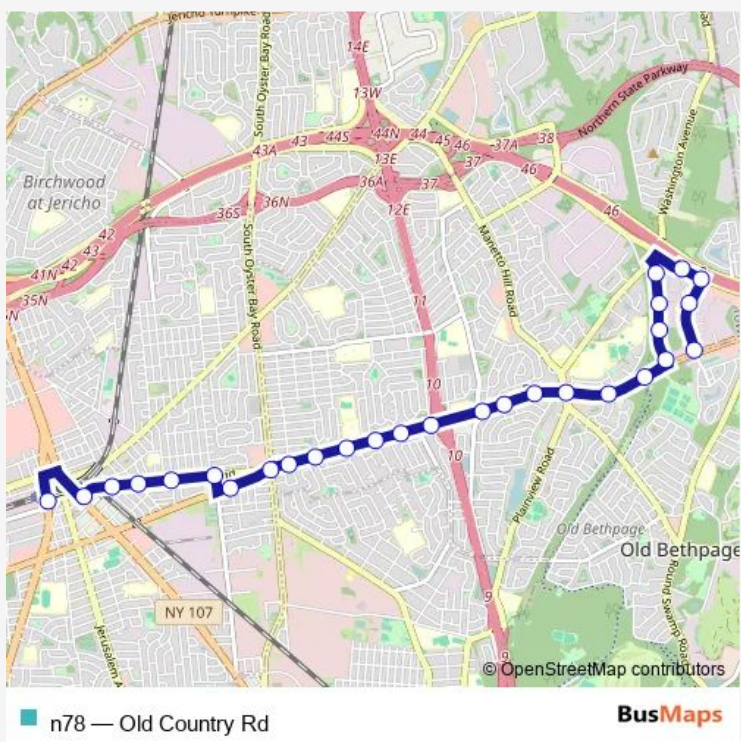 Jericho Turnpike
14E
South Oyster Bay Road
13W
Northern State Parkway
44S
44N
44
45
46
37A
38
43
43A
13E
37
36A
37
46
Washington Avenue
Birchwood
at Jericho
36N
36S
12E
46
42
43
42
41N
35N
South Oyster Bay Road
Manetto Hill Road
11
10
10
Plainview Road
Old Bethpage
Old Bethpage
NY 107
9
9
Round Swamp Road
Jerusalem A
© OpenStreetMap contributors
n78 — Old Country Rd
BusMaps